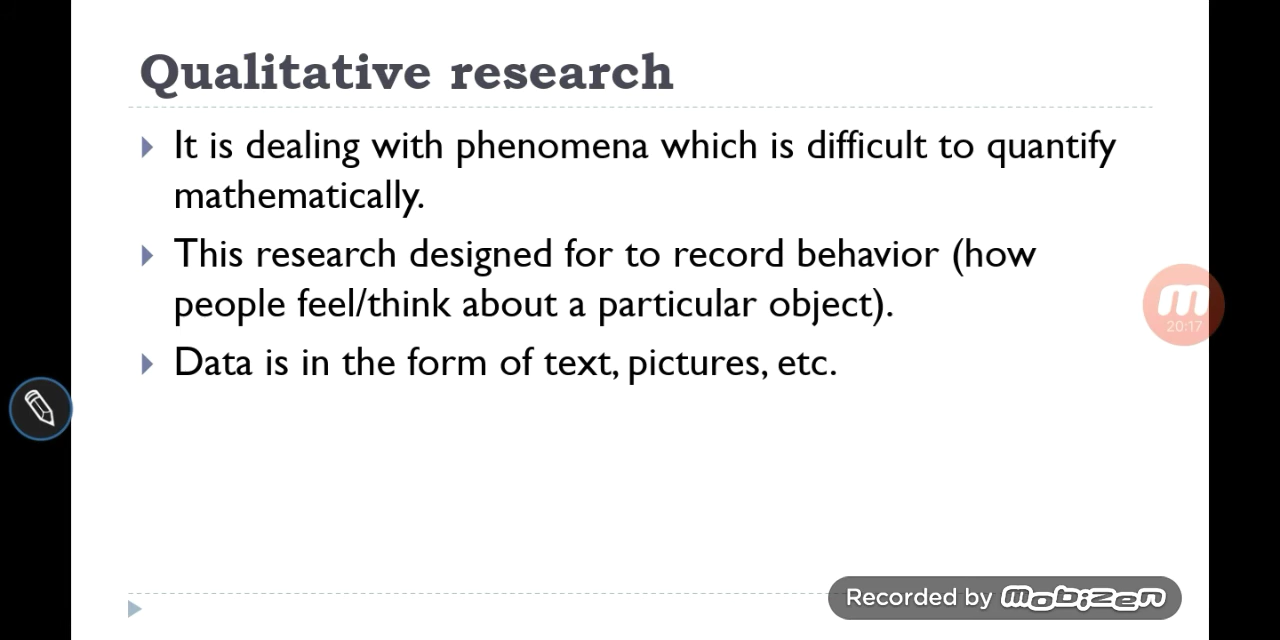 Qualitative research
It is dealing with phenomena which is difficult to quantify
mathematically.
This research designed for to record behavior (how
people feel/think about a particular object).
Data is in the form of text, pictures, etc.
20:17
Recorded by mobizen